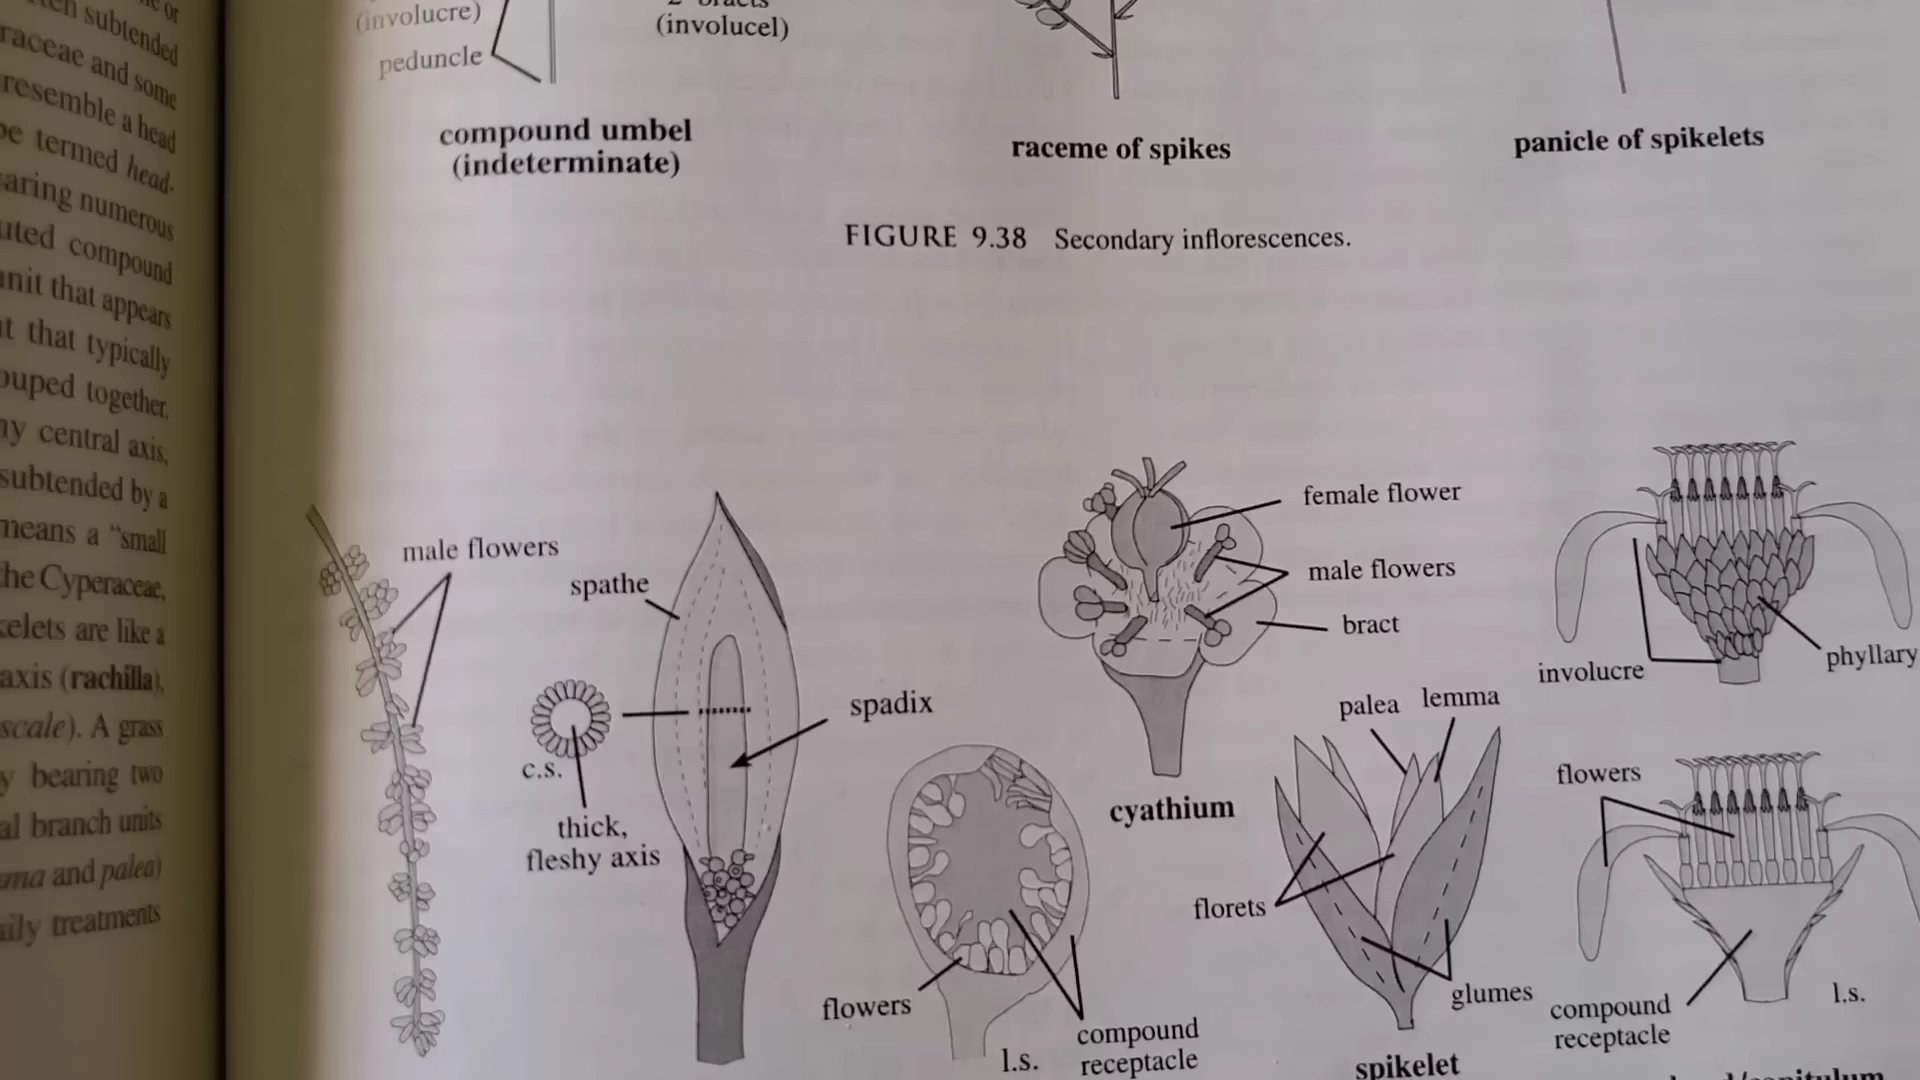 subtended
raceae and some
resemble a head
be termed head-
aring numerous
uted compound
unit that appears
t that typically
ouped together.
ny central axis,
subtended by a
means a "small
the Cyperaceae,
kelets are like a
axis (rachilla),
scale). A grass
y bearing two
al branch units
ma and palea)
ily treatments
(involucre)
peduncle
2 bracts
(involucel)
compound umbel
(indeterminate)
raceme of spikes
panicle of spikelets
FIGURE 9.38 Secondary inflorescences.
male flowers
spathe
c.s.
thick,
fleshy axis
spadix
female flower
male flowers
bract
cyathium
involucre
phyllary
palea
lemma
florets
glumes
spikelet
flowers
l.s.
compound
receptacle
flowers
compound
receptacle
l.s.